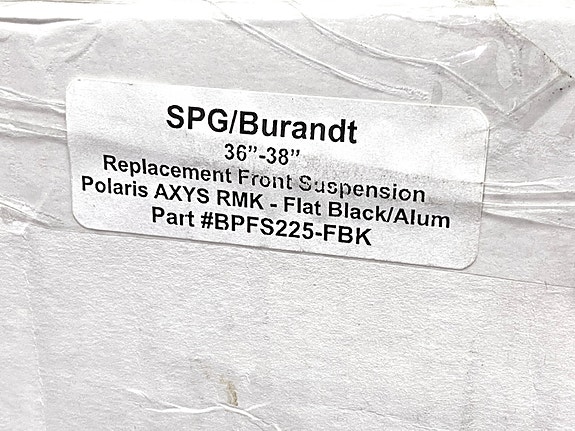 SPG/Burandt
36”-38”
Replacement Front Suspension
Polaris AXYS RMK - Flat Black/Alum
Part #BPFS225-FBK